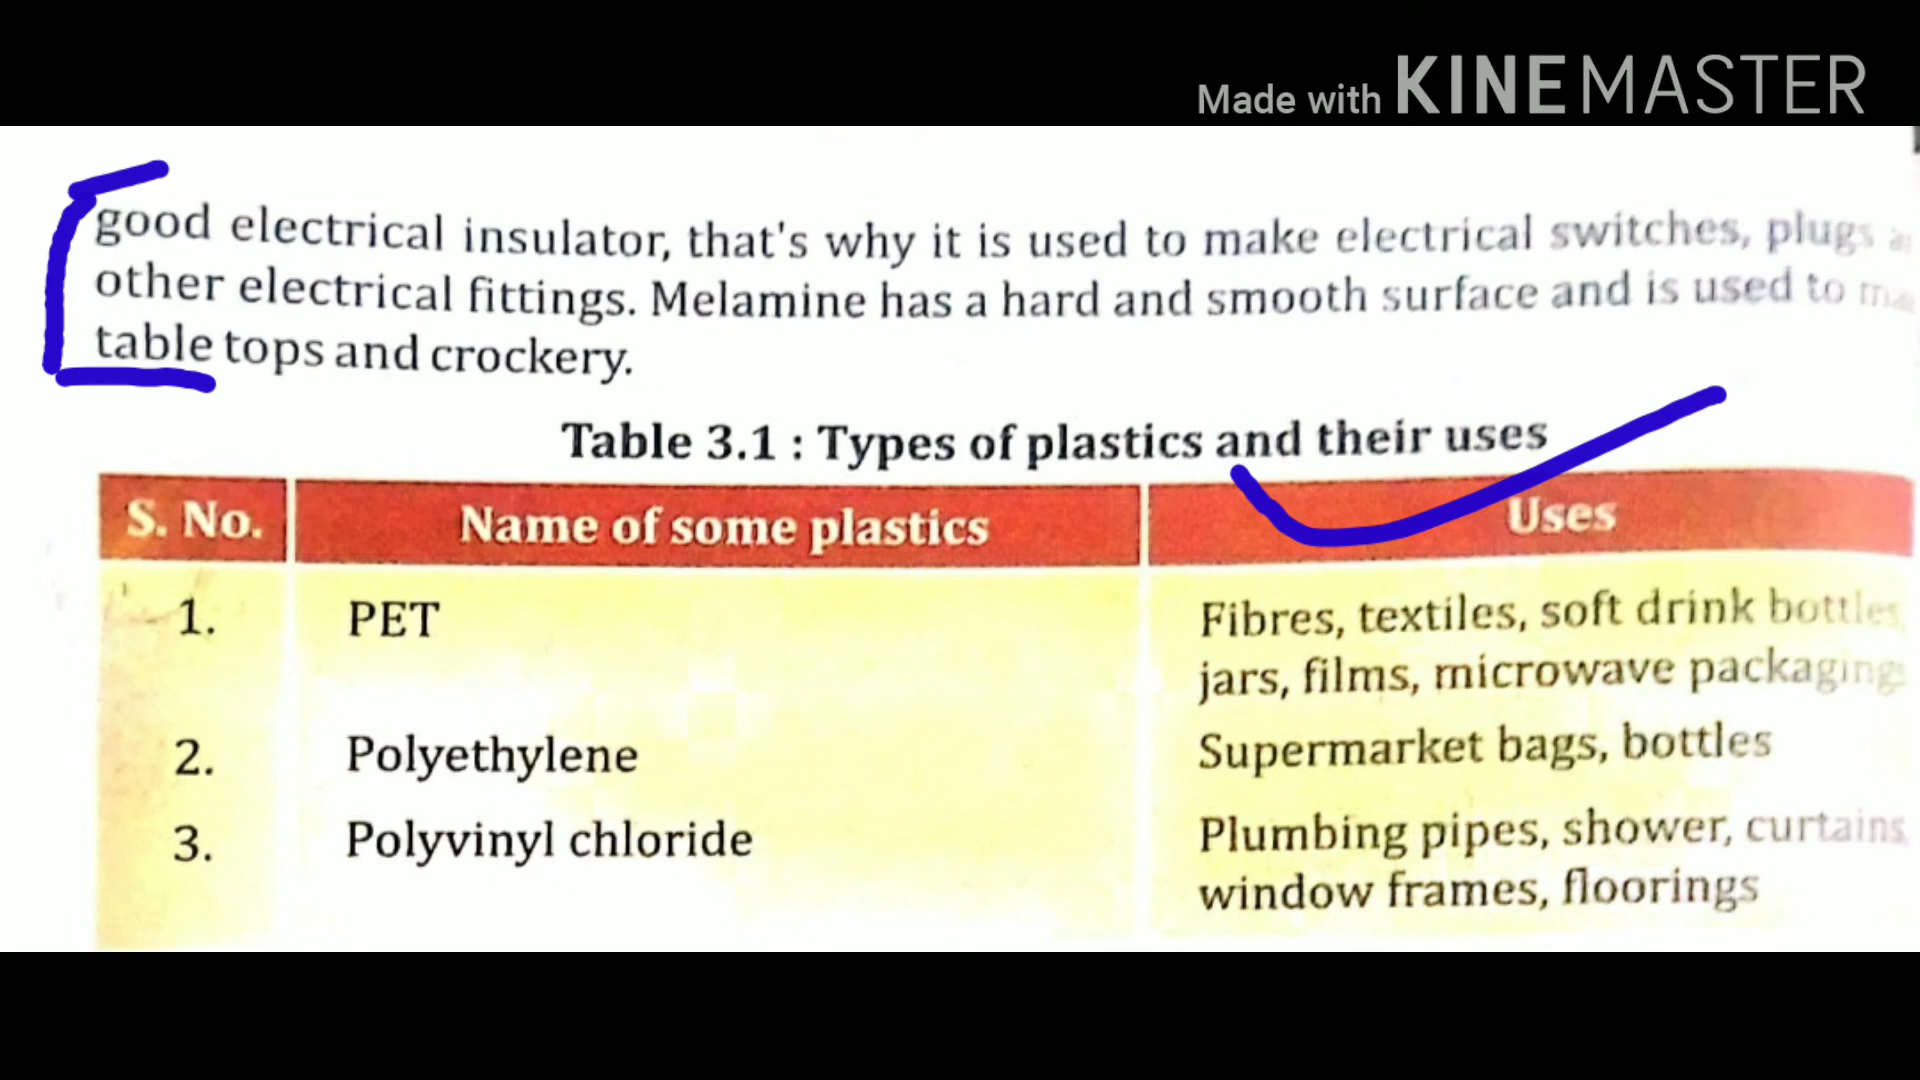 Made with KINEMASTER
good electrical insulator, that's why it is used to make electrical switches, plugs
other electrical fittings. Melamine has a hard and smooth surface and is used to
table tops and crockery.
Table 3.1 : Types of plastics and their uses
S. No. Name of some plastics Uses
1. PET Fibres, textiles, soft drink bottles,
jars, films, microwave packaging
2. Polyethylene Supermarket bags, bottles
3. Polyvinyl chloride Plumbing pipes, shower, curtains,
window frames, floorings